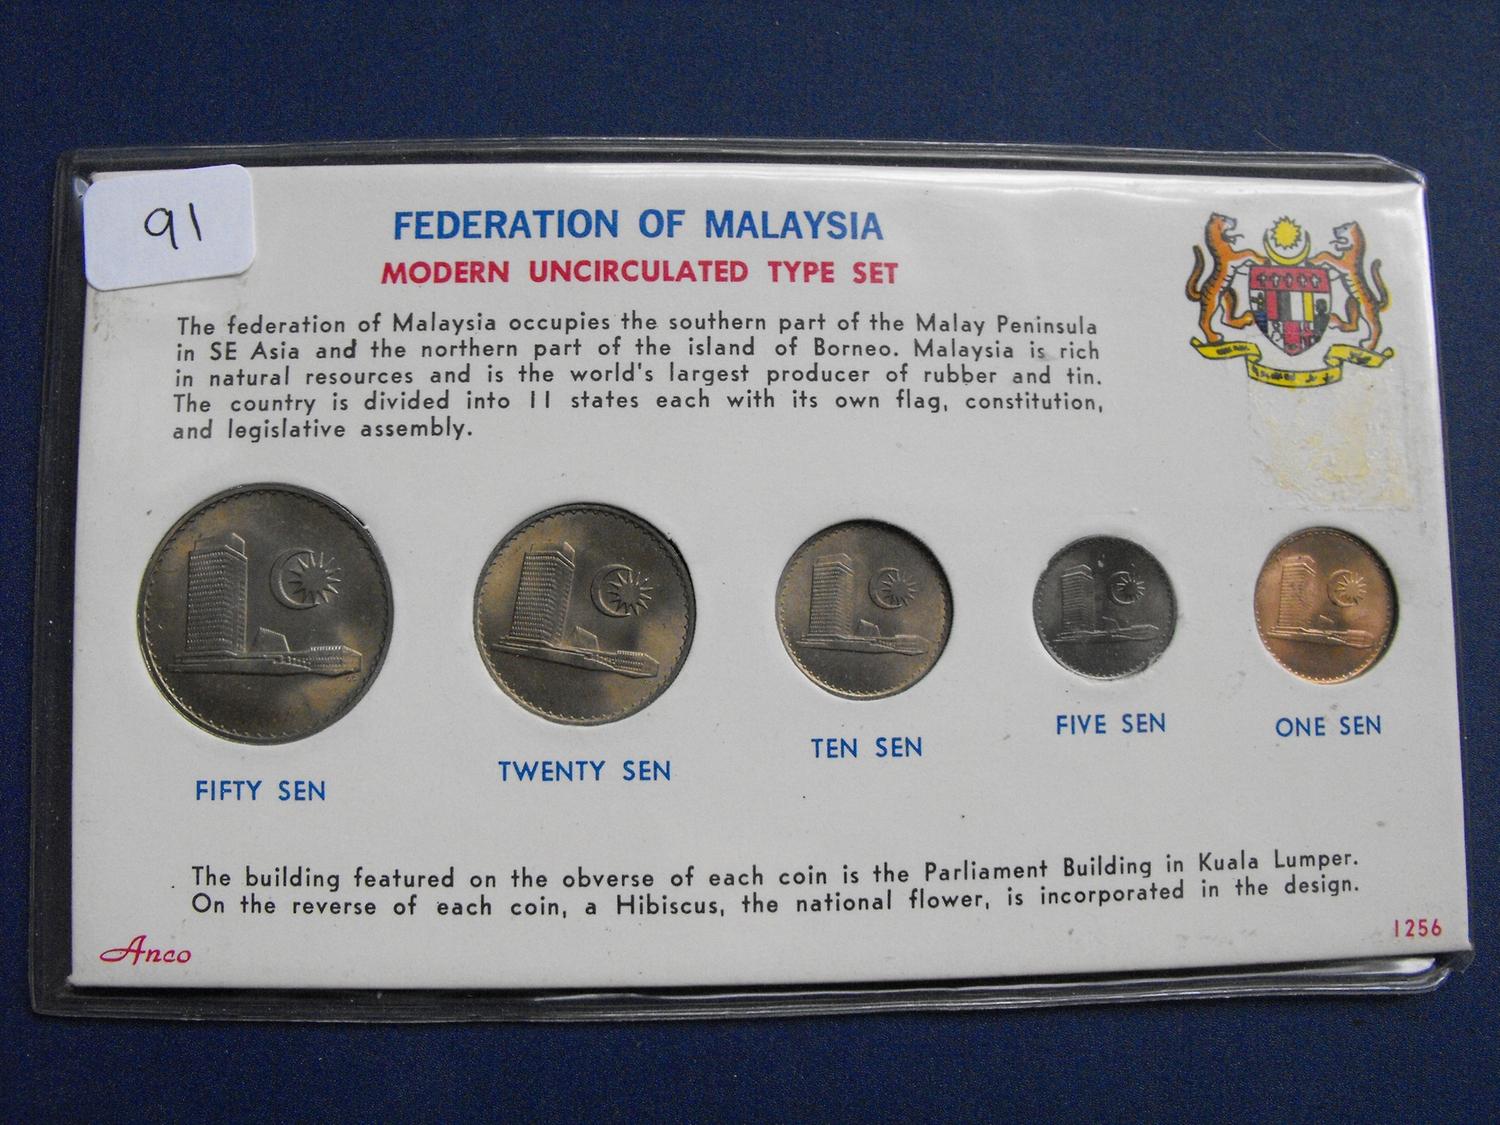 91
FEDERATION OF MALAYSIA
MODERN UNCIRCULATED TYPE SET
The federation of Malaysia occupies the southern part of the Malay Peninsula
in SE Asia and the northern part of the island of Borneo. Malaysia is rich
in natural resources and is the world's largest producer of rubber and tin.
The country is divided into 11 states each with its own flag, constitution,
and legislative assembly.
FIFTY SEN
TWENTY SEN
TEN SEN
FIVE SEN
ONE SEN
The building featured on the obverse of each coin is the Parliament Building in Kuala Lumper.
On the reverse of each coin, a Hibiscus, the national flower, is incorporated in the design.
Anco
1256